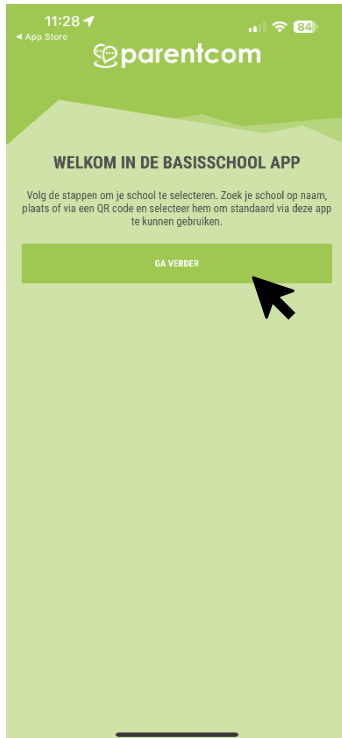 11:28
84
◀ App Store
parentcom
WELKOM IN DE BASISSCHOOL APP
Volg de stappen om je school te selecteren. Zoek je school op naam,
plaats of via een QR code en selecteer hem om standaard via deze app
te kunnen gebruiken.
GA VERDER